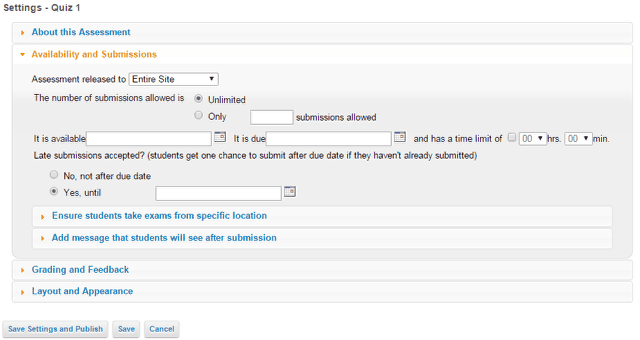 Settings - Quiz 1
About this Assessment
Availability and Submissions
Assessment released to Entire Site
The number of submissions allowed is Unlimited
Only submissions allowed
It is available It is due and has a time limit of 00 hrs. 00 min.
Late submissions accepted? (students get one chance to submit after due date if they haven't already submitted)
No, not after due date
Yes, until
Ensure students take exams from specific location
Add message that students will see after submission
Grading and Feedback
Layout and Appearance
Save Settings and Publish Save Cancel